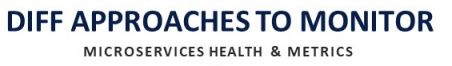 DIFF APPROACHES TO MONITOR
MICROSERVICES HEALTH & METRICS